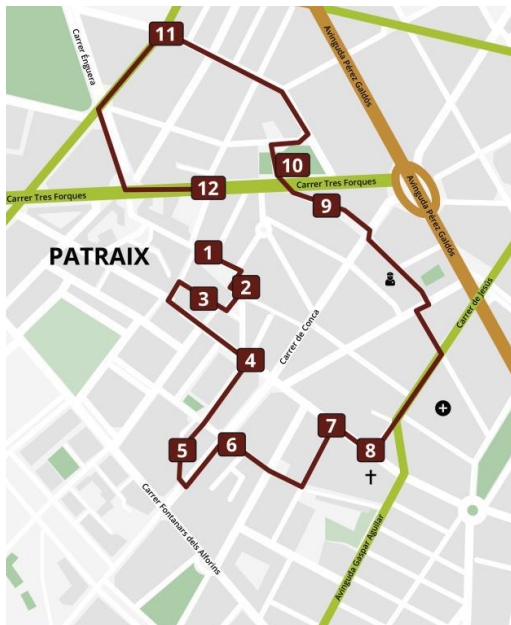 11
Carrer Énguera
Avinguda Pérez Galdós
10
Carrer Tres Forques
12
Carrer Tres Forques
Avinguda Pérez Galdós
9
PATRAIX
1
2
3
Carrer de Jesús
Carrer de Conca
4
7
6
5
8
Carrer Fontanars dels Alforins
Avinguda Gaspar Aguilar